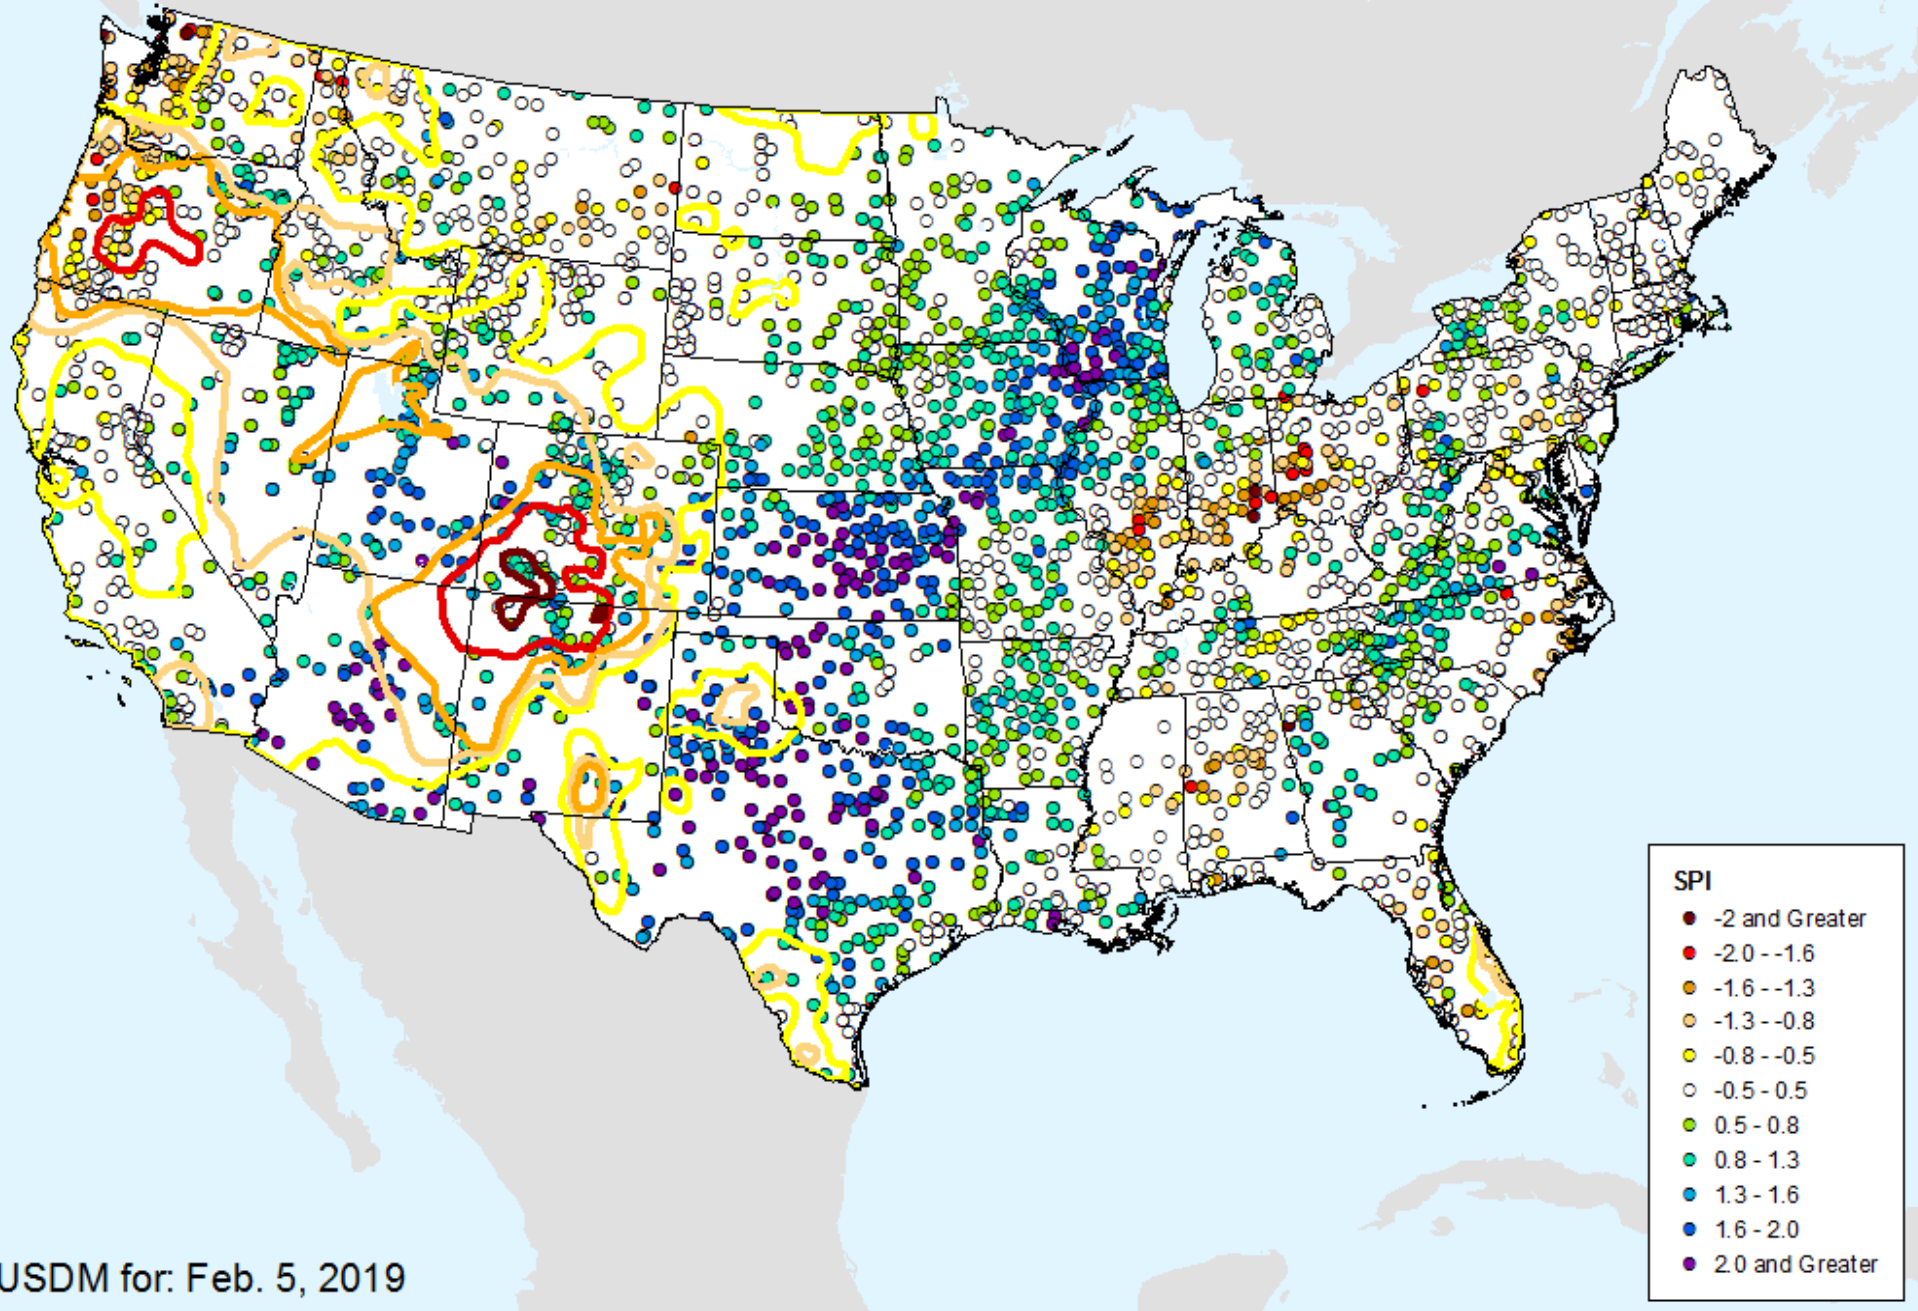 SPI
-2 and Greater
-2.0 - -1.6
-1.6 - -1.3
-1.3 - -0.8
-0.8 - -0.5
-0.5 - 0.5
0.5 - 0.8
0.8 - 1.3
1.3 - 1.6
1.6 - 2.0
2.0 and Greater
USDM for: Feb. 5, 2019